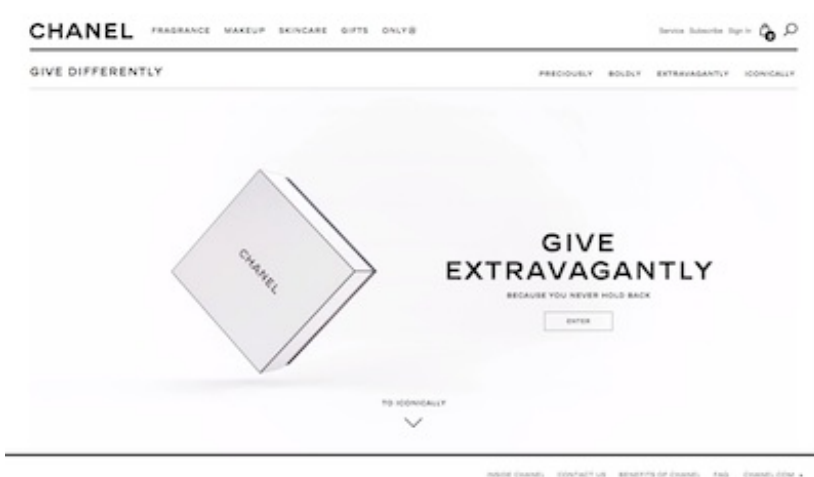 CHANEL FRAGRANCE MAKEUP SKINCARE GIFTS ONLY@ Service Subscribe Sign In
GIVE DIFFERENTLY PRECIOUSLY BOLDLY EXTRAVAGANTLY ICONICALLY
CHANEL
GIVE
EXTRAVAGANTLY
BECAUSE YOU NEVER HOLD BACK
ENTER
TO ICONICALLY
INSIDE CHANEL CONTACT US BENEFITS OF CHANEL FAQ CHANEL.COM